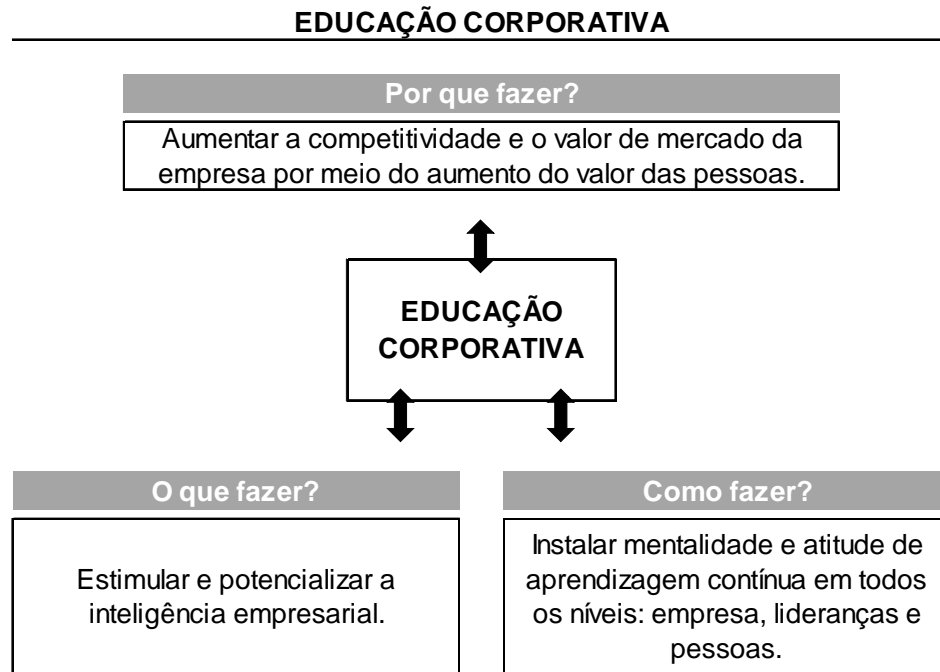 EDUCAÇÃO CORPORATIVA
Por que fazer?
Aumentar a competitividade e o valor de mercado da
empresa por meio do aumento do valor das pessoas.
EDUCAÇÃO
CORPORATIVA
O que fazer?
Estimular e potencializar a
inteligência empresarial.
Como fazer?
Instalar mentalidade e atitude de
aprendizagem contínua em todos
os níveis: empresa, lideranças e
pessoas.